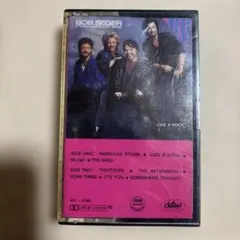 BOB SEGER
LIKE A ROCK
SIDE ONE: AMERICAN STORM ★ LIKE A ROCK ★
MIAMI ★ THE RING
SIDE TWO: TIGHTROPE ★ THE AFTERMATH ★
SOMETIMES ★ IT'S YOU ★ SOMEWHERE TONIGHT
Capitol